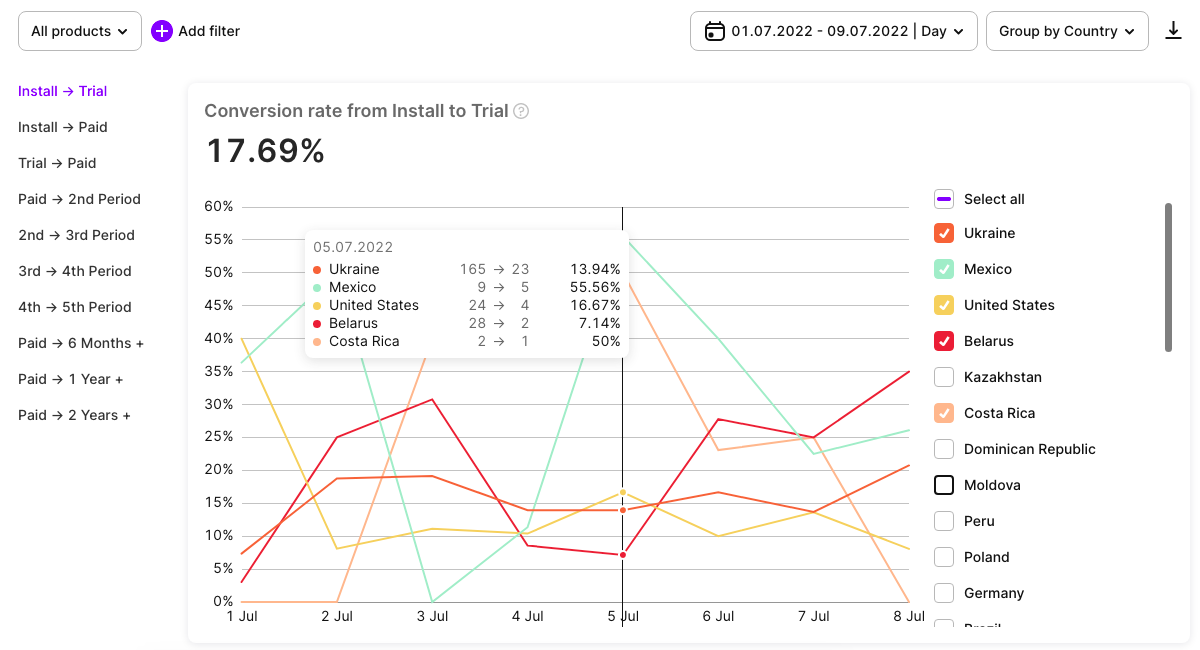 All products
Add filter
01.07.2022 - 09.07.2022 | Day
Group by Country
Install → Trial
Install → Paid
Trial → Paid
Paid → 2nd Period
2nd → 3rd Period
3rd → 4th Period
4th → 5th Period
Paid → 6 Months +
Paid → 1 Year +
Paid → 2 Years +
Conversion rate from Install to Trial ?
17.69%
60%
55%
50%
45%
40%
35%
30%
25%
20%
15%
10%
5%
0%
1 Jul 2 Jul 3 Jul 4 Jul 5 Jul 6 Jul 7 Jul 8 Jul
05.07.2022
Ukraine 165 → 23 13.94%
Mexico 9 → 5 55.56%
United States 24 → 4 16.67%
Belarus 28 → 2 7.14%
Costa Rica 2 → 1 50%
Select all
Ukraine
Mexico
United States
Belarus
Kazakhstan
Costa Rica
Dominican Republic
Moldova
Peru
Poland
Germany